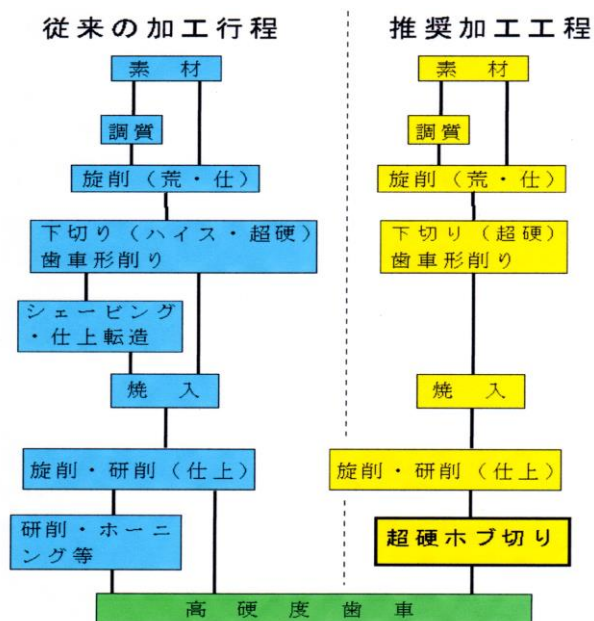 従来の加工行程
素材
調質
旋削（荒・仕）
下切り（ハイス・超硬）
歯車形削り
シェービング
・仕上転造
焼入
旋削・研削（仕上）
研削・ホーニ
ング等
推奨加工工程
素材
調質
旋削（荒・仕）
下切り（超硬）
歯車形削り
焼入
旋削・研削（仕上）
超硬ホブ切り
高硬度歯車